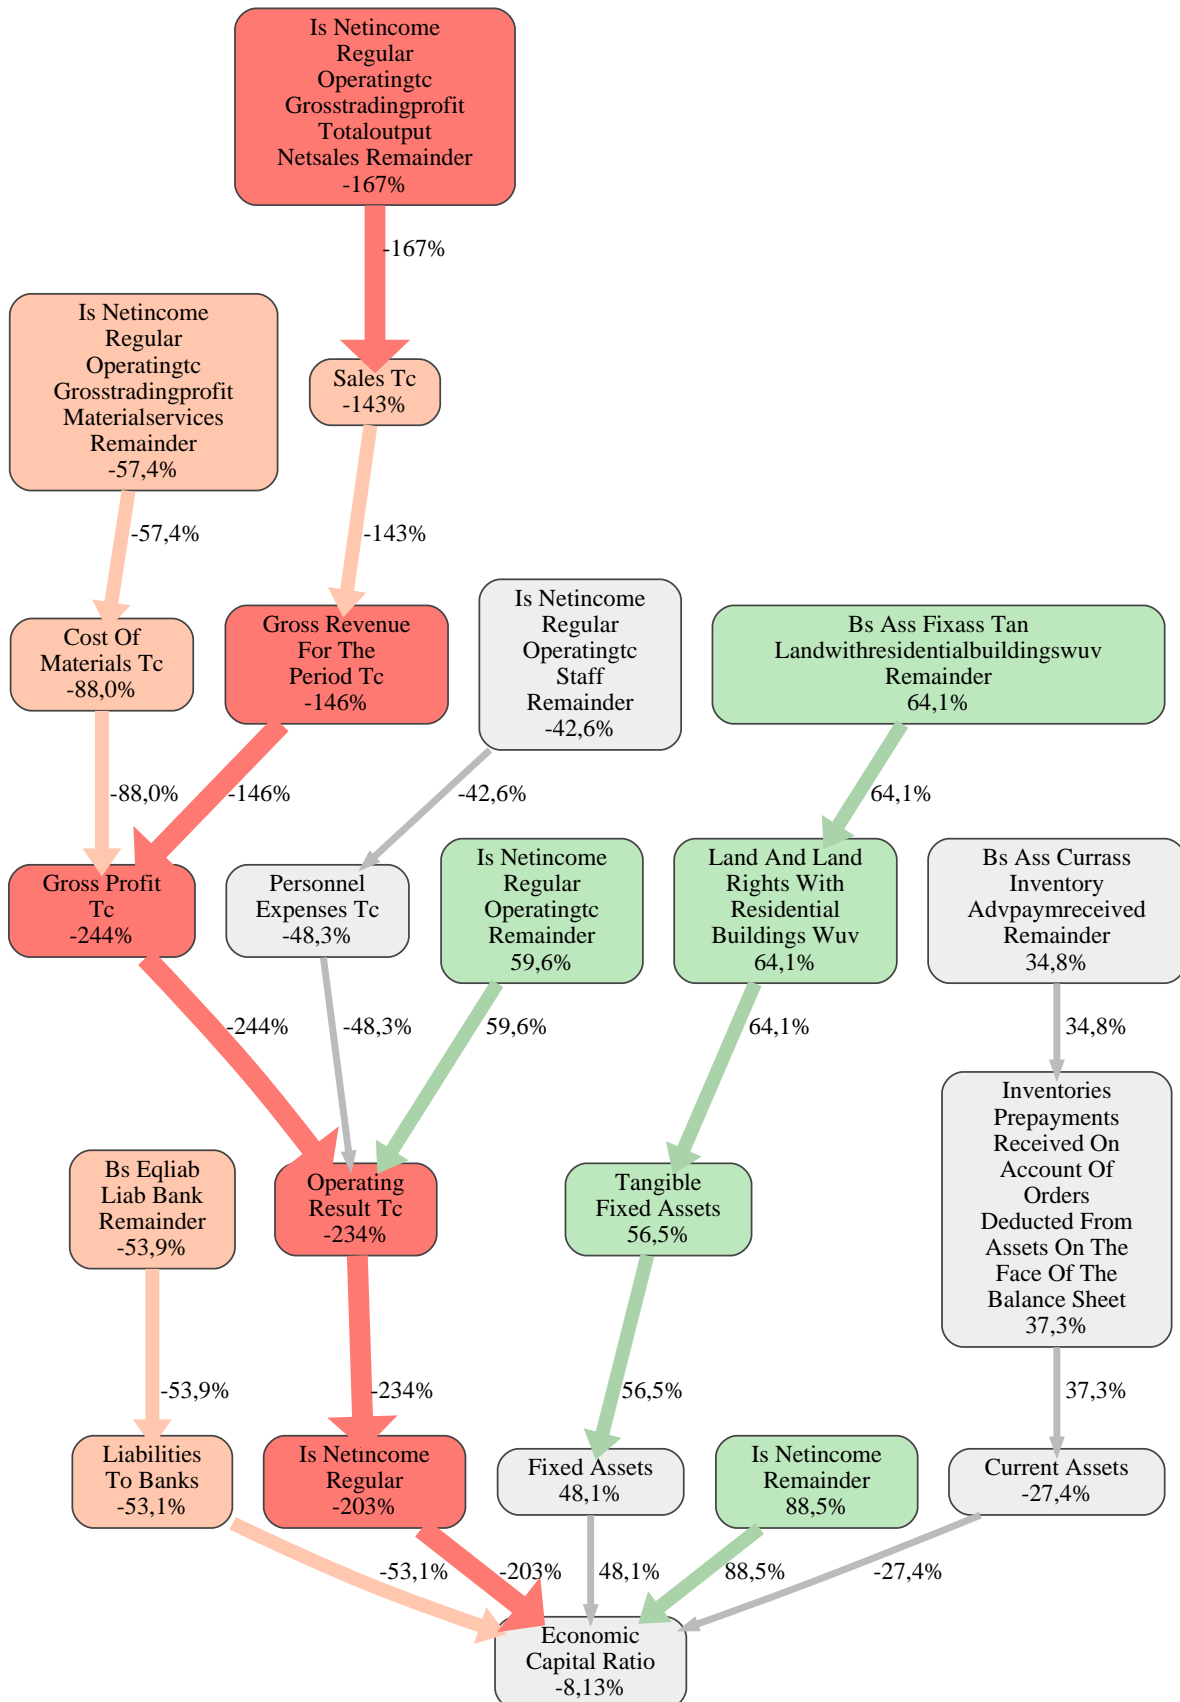 Is Netincome
Regular
Operatingtc
Grosstradingprofit
Totaloutput
Netsales Remainder
-167%
-167%
Is Netincome
Regular
Operatingtc
Grosstradingprofit
Materialservices
Remainder
-57,4%
Sales Tc
-143%
-57,4%
-143%
Is Netincome
Regular
Operatingtc
Staff
Remainder
-42,6%
Cost Of
Materials Tc
-88,0%
Gross Revenue
For The
Period Tc
-146%
Bs Ass Fixass Tan
Landwithresidentialbuildingswuv
Remainder
64,1%
-88,0%
-146%
-42,6%
64,1%
Gross Profit
Tc
-244%
Personnel
Expenses Tc
-48,3%
Is Netincome
Regular
Operatingtc
Remainder
59,6%
Land And Land
Rights With
Residential
Buildings Wuv
64,1%
Bs Ass Currass
Inventory
Advpaymreceived
Remainder
34,8%
-244%
-48,3%
59,6%
64,1%
34,8%
Inventories
Prepayments
Received On
Account Of
Orders
Deducted From
Assets On The
Face Of The
Balance Sheet
37,3%
Bs Eqliab
Liab Bank
Remainder
-53,9%
Operating
Result Tc
-234%
Tangible
Fixed Assets
56,5%
-53,9%
-234%
56,5%
37,3%
Liabilities
To Banks
-53,1%
Is Netincome
Regular
-203%
Fixed Assets
48,1%
Is Netincome
Remainder
88,5%
Current Assets
-27,4%
-53,1%
-203%
48,1%
88,5%
-27,4%
Economic
Capital Ratio
-8,13%